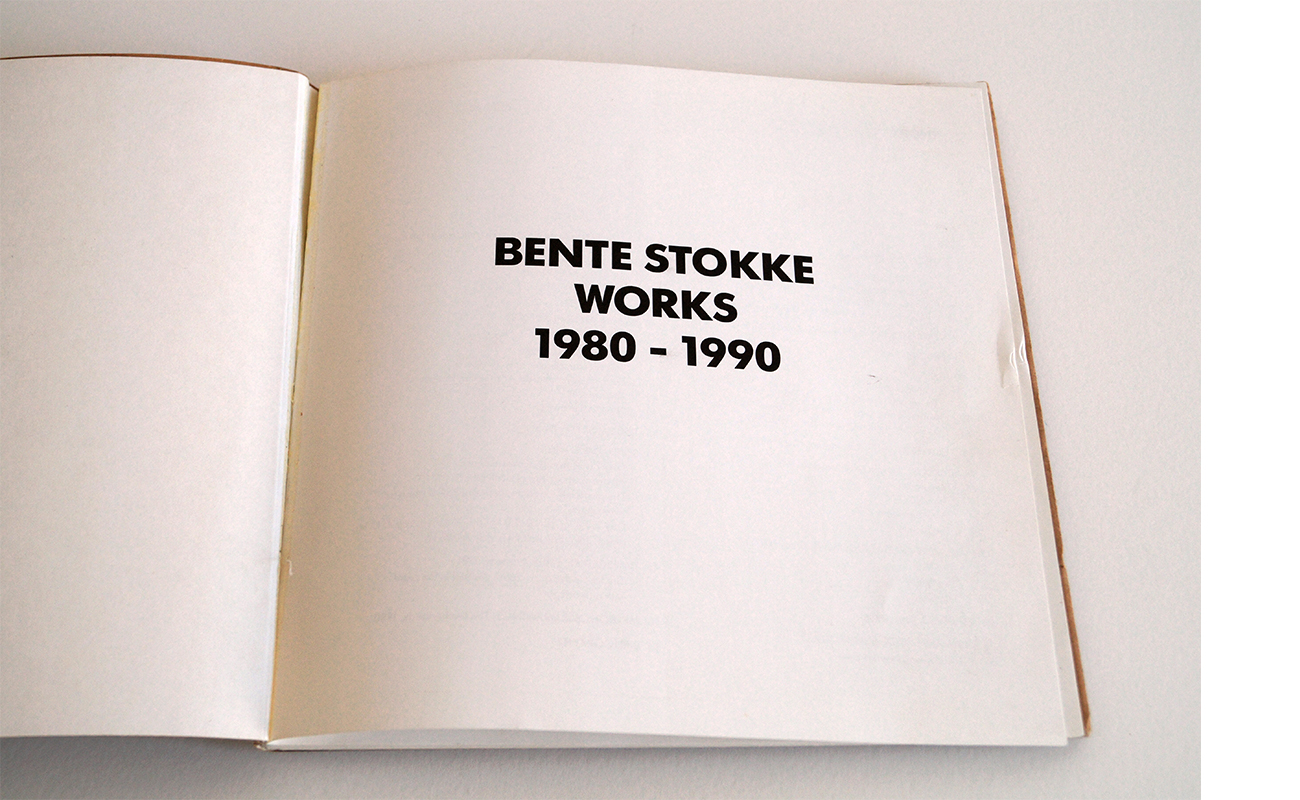 BENTE STOKKE
WORKS
1980 - 1990